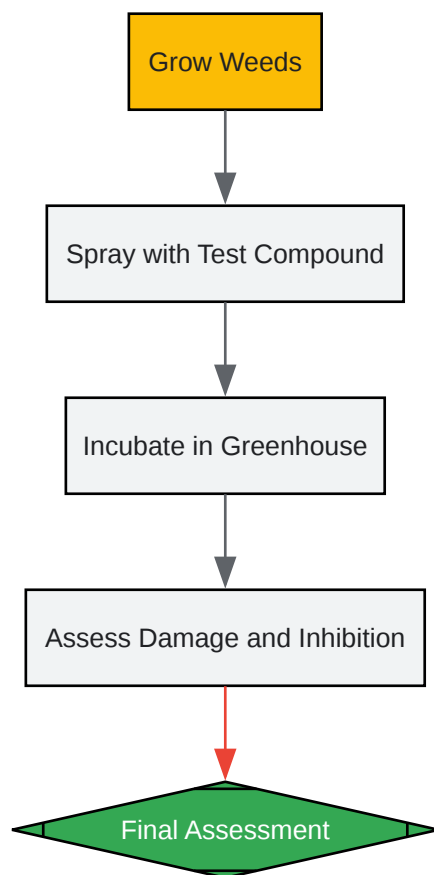 Grow Weeds
Spray with Test Compound
Incubate in Greenhouse
Assess Damage and Inhibition
Final Assessment